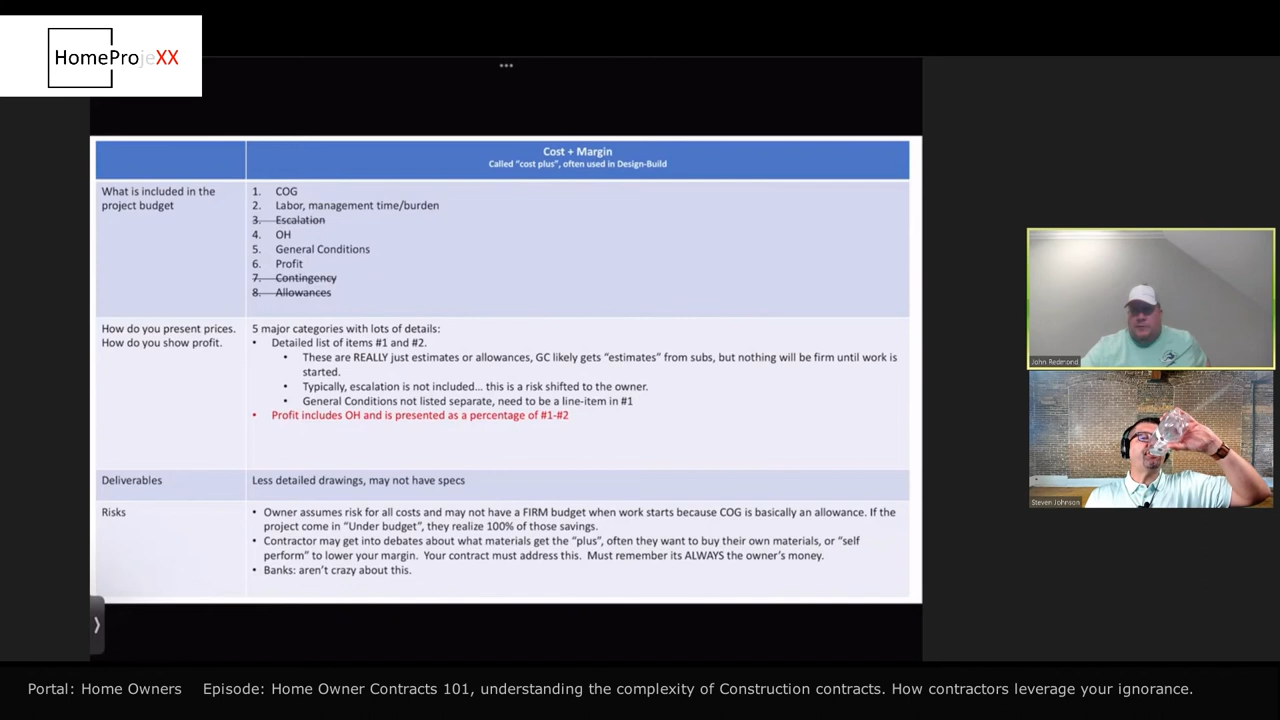 HomeProjeXX
Cost + Margin
Called “cost plus”, often used in Design-Build
What is included in the
project budget
1. COG
2. Labor, management time/burden
3. Escalation
4. OH
5. General Conditions
6. Profit
7. Contingency
8. Allowances
How do you present prices.
How do you show profit.
5 major categories with lots of details:
• Detailed list of items #1 and #2.
• These are REALLY just estimates or allowances, GC likely gets “estimates” from subs, but nothing will be firm until work is
started.
• Typically, escalation is not included... this is a risk shifted to the owner.
• General Conditions not listed separate, need to be a line-item in #1
• Profit includes OH and is presented as a percentage of #1-#2
Deliverables
Less detailed drawings, may not have specs
Risks
• Owner assumes risk for all costs and may not have a FIRM budget when work starts because COG is basically an allowance. If the
project come in “Under budget”, they realize 100% of those savings.
• Contractor may get into debates about what materials get the “plus”, often they want to buy their own materials, or “self
perform” to lower your margin. Your contract must address this. Must remember its ALWAYS the owner's money.
• Banks: aren't crazy about this.
John Redmond
Steven Johnson
Portal: Home Owners Episode: Home Owner Contracts 101, understanding the complexity of Construction contracts. How contractors leverage your ignorance.